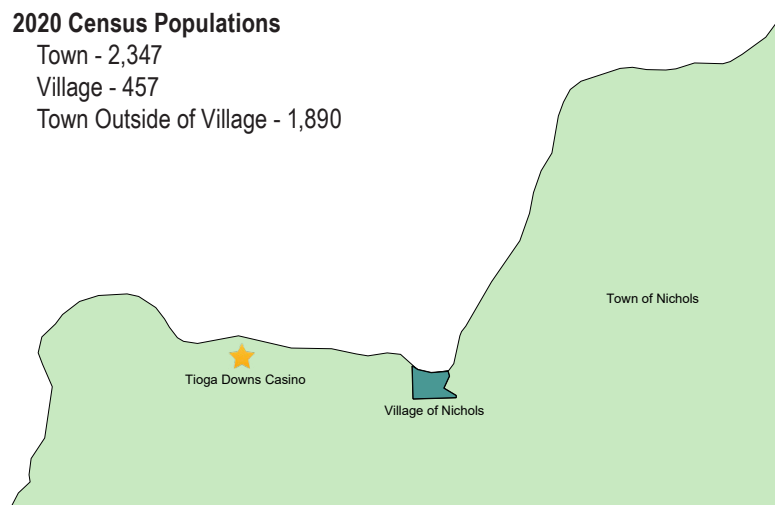 2020 Census Populations
Town - 2,347
Village - 457
Town Outside of Village - 1,890
Town of Nichols
Tioga Downs Casino
Village of Nichols